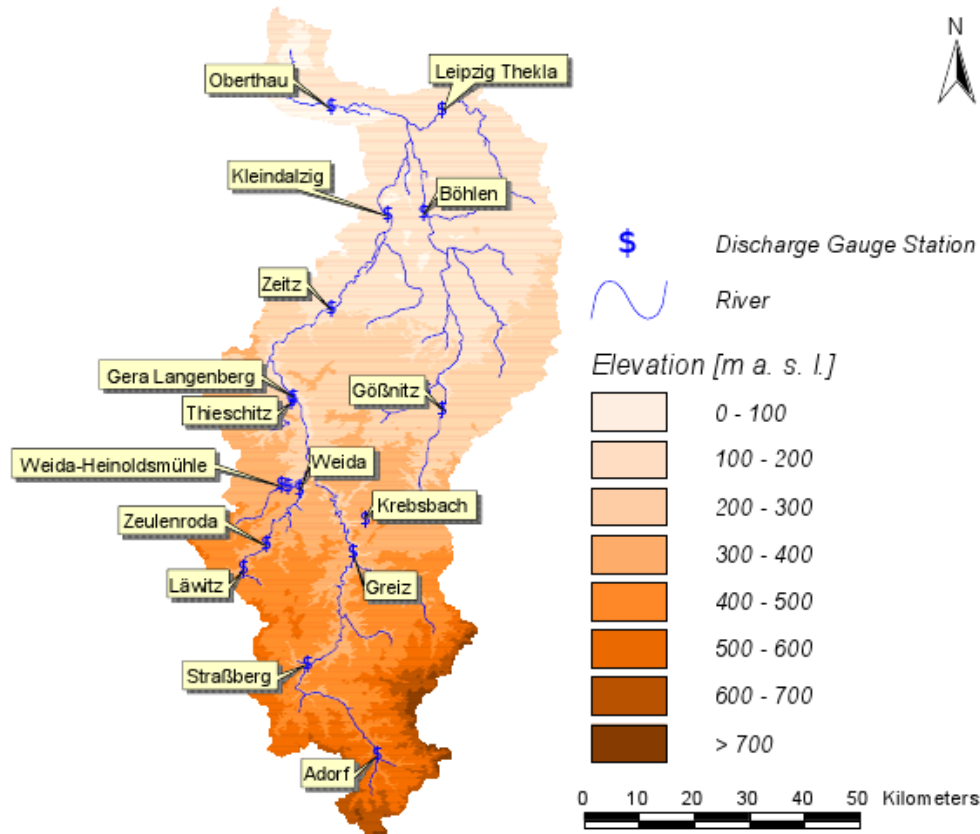 N
Oberthau
Leipzig Thekla
Kleindalzig
Böhlen
$ Discharge Gauge Station
River
Zeitz
Elevation [m a. s. l.]
Gera Langenberg
Thieschitz
Gößnitz
0 - 100
100 - 200
Weida-Heinoldsmühle
Weida
Krebsbach
200 - 300
Zeulenroda
300 - 400
Läwitz
Greiz
400 - 500
500 - 600
Straßberg
600 - 700
> 700
Adorf
0 10 20 30 40 50 Kilometers